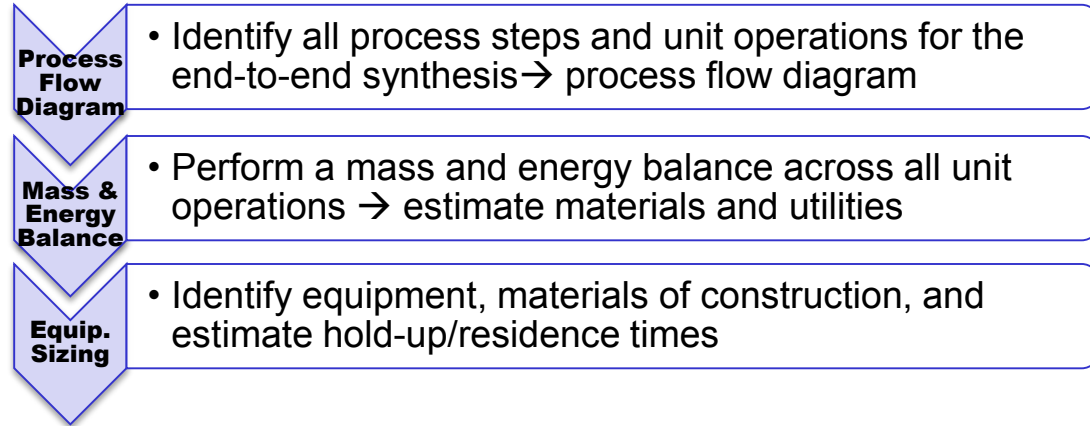 Process
Flow
Diagram
• Identify all process steps and unit operations for the
end-to-end synthesis→ process flow diagram
Mass &
Energy
Balance
• Perform a mass and energy balance across all unit
operations → estimate materials and utilities
Equip.
Sizing
• Identify equipment, materials of construction, and
estimate hold-up/residence times